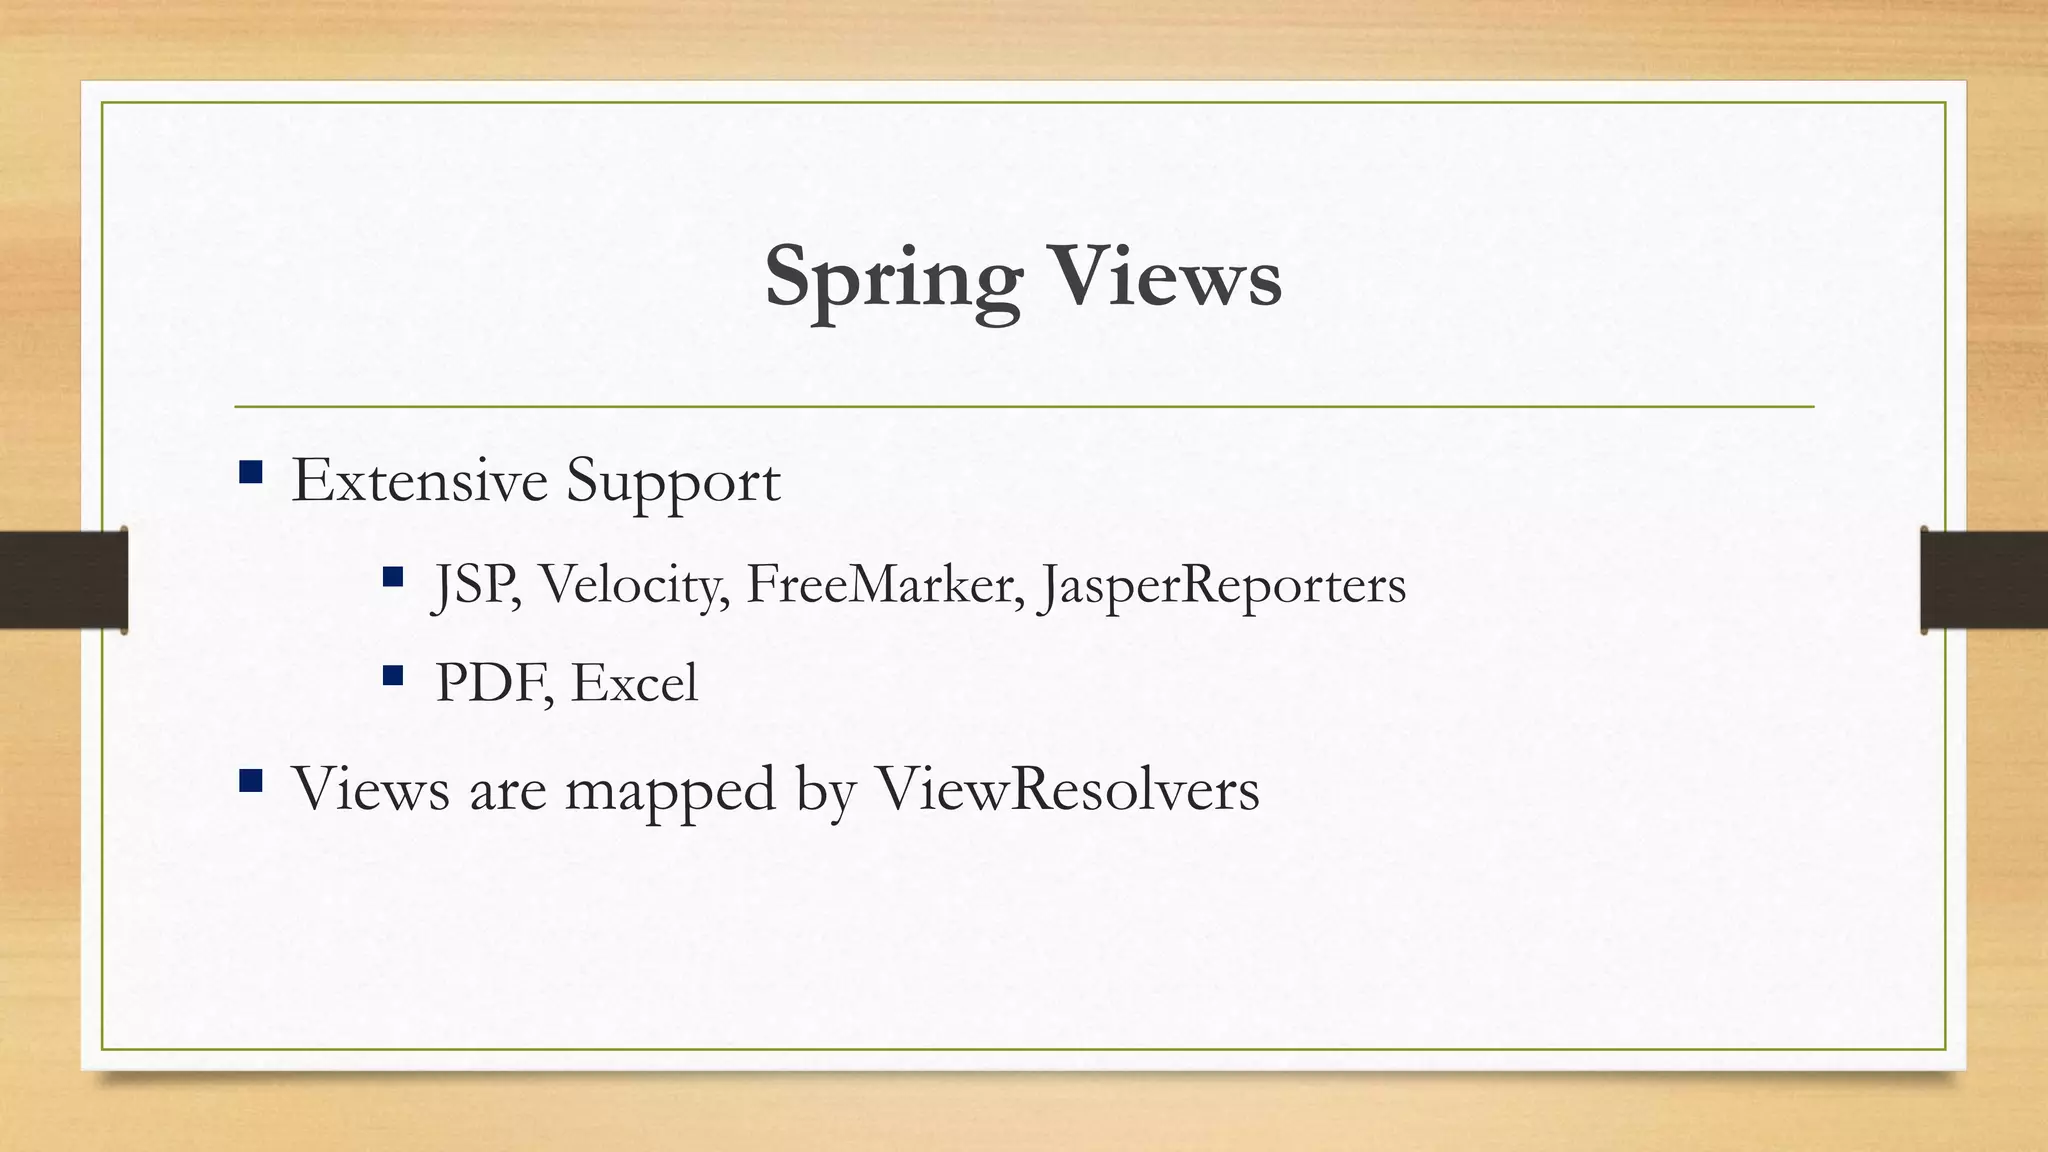 Spring Views
Extensive Support
JSP, Velocity, FreeMarker, JasperReporters
PDF, Excel
Views are mapped by ViewResolvers